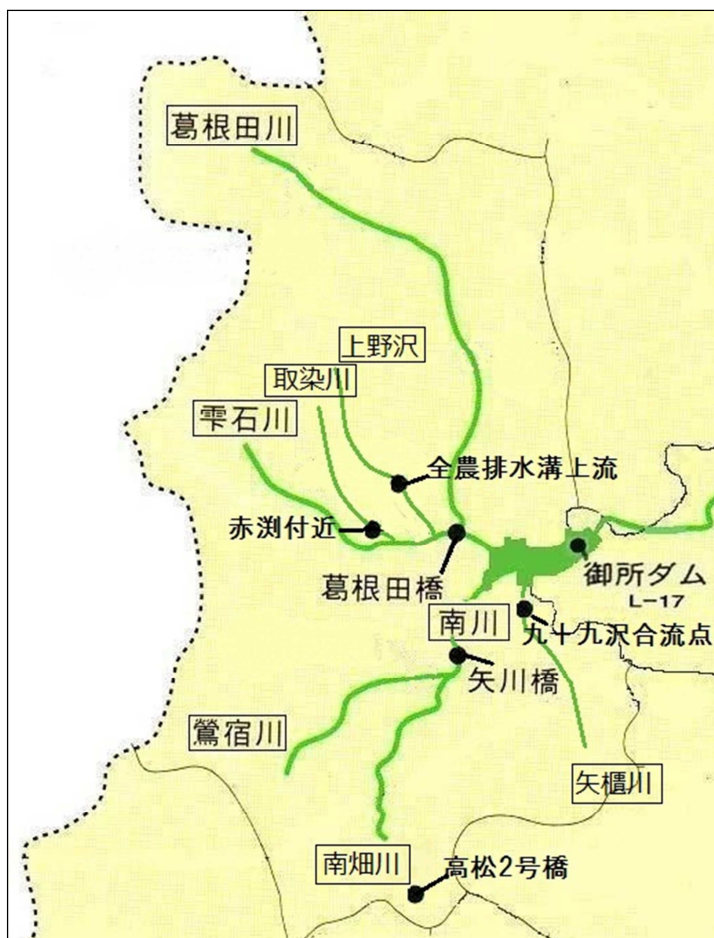 葛根田川
上野沢
取染川
雫石川
全農排水溝上流
赤渕付近
葛根田橋
御所ダム
L-17
南川
九十九沢合流点
矢川橋
鶯宿川
矢櫃川
南畑川
高松2号橋